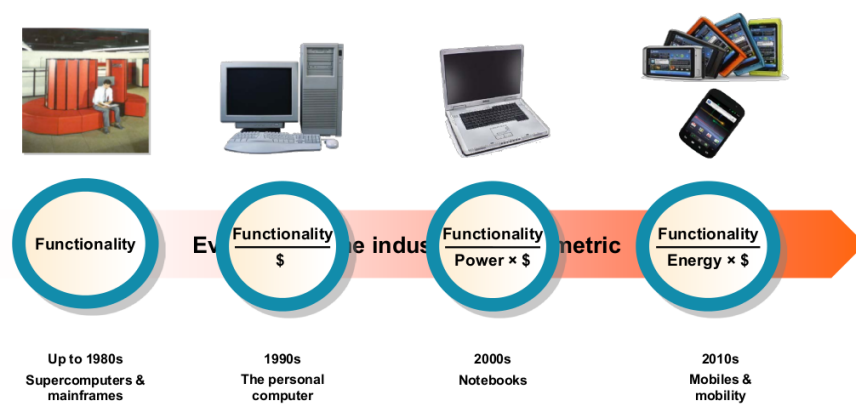 Functionality
Ev
Functionality
$
e indus
Functionality
Power × $
metric
Functionality
Energy × $
Up to 1980s
Supercomputers &
mainframes
1990s
The personal
computer
2000s
Notebooks
2010s
Mobiles &
mobility